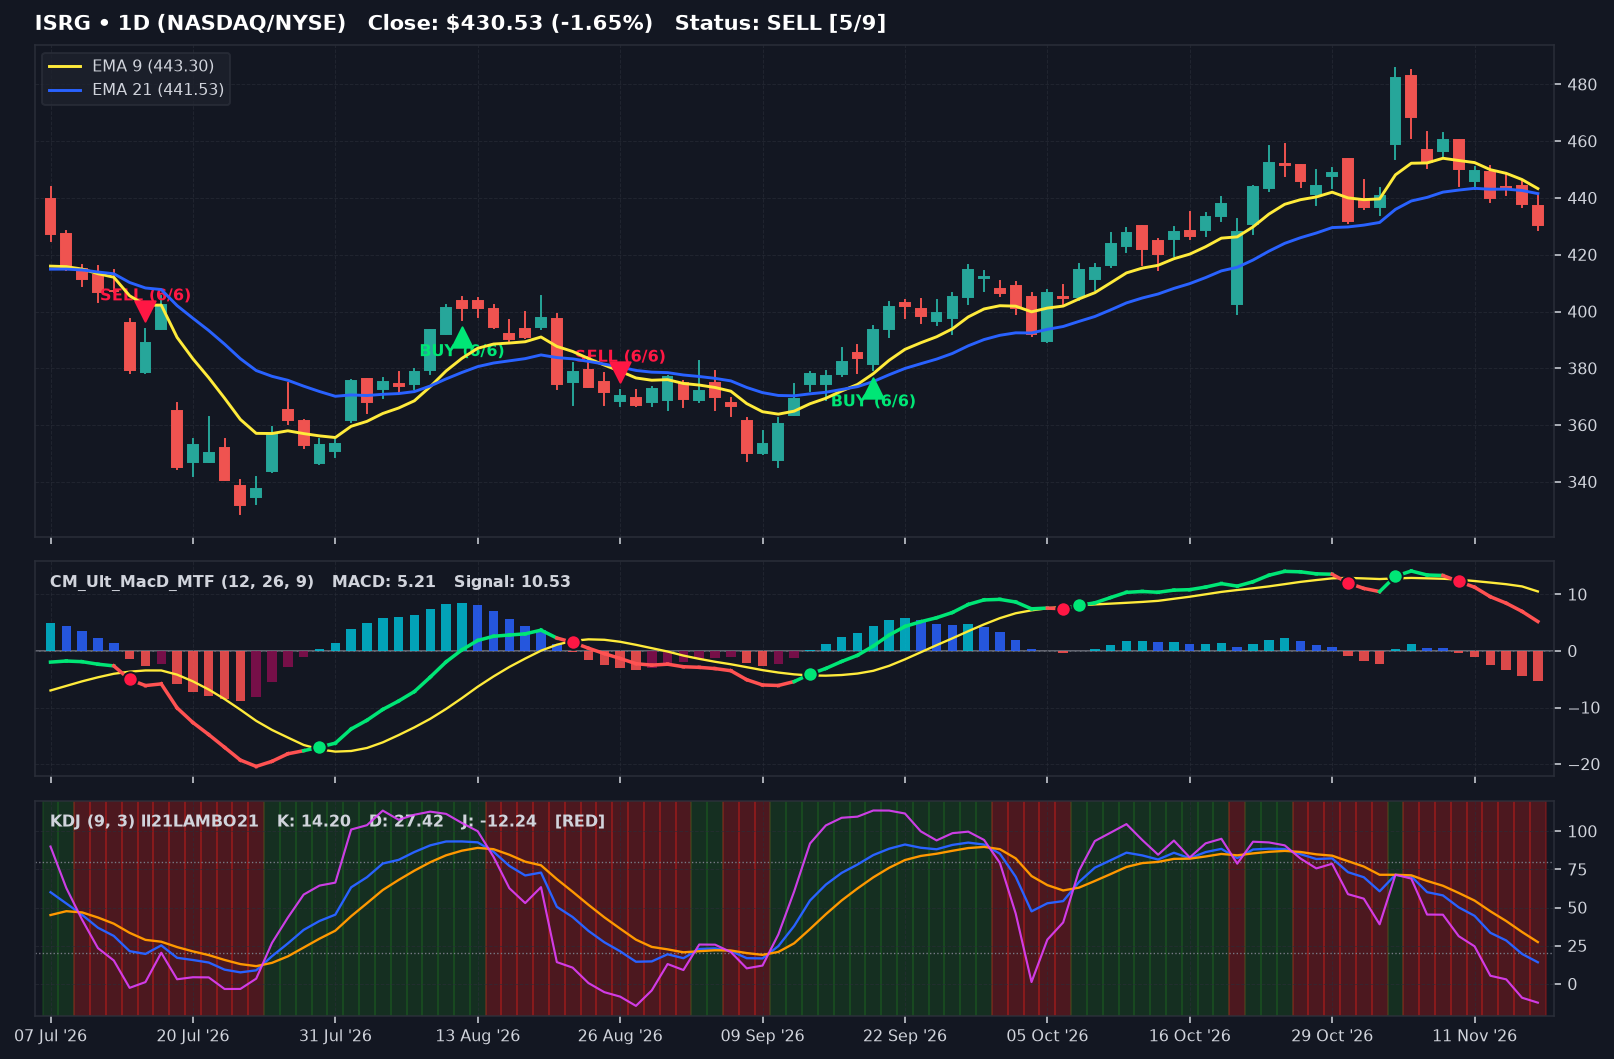 ISRG • 1D (NASDAQ/NYSE)   Close: $430.53 (-1.65%)   Status: SELL [5/9]
EMA 9 (443.30)
EMA 21 (441.53)
480
460
440
420
400
380
360
340
SELL (6/6)
BUY (6/6)
SELL (6/6)
BUY (6/6)
CM_Ult_MacD_MTF (12, 26, 9)   MACD: 5.21   Signal: 10.53
10
0
−10
−20
KDJ (9, 3) ll21LAMBO21   K: 14.20   D: 27.42   J: -12.24   [RED]
100
75
50
25
0
07 Jul '26
20 Jul '26
31 Jul '26
13 Aug '26
26 Aug '26
09 Sep '26
22 Sep '26
05 Oct '26
16 Oct '26
29 Oct '26
11 Nov '26